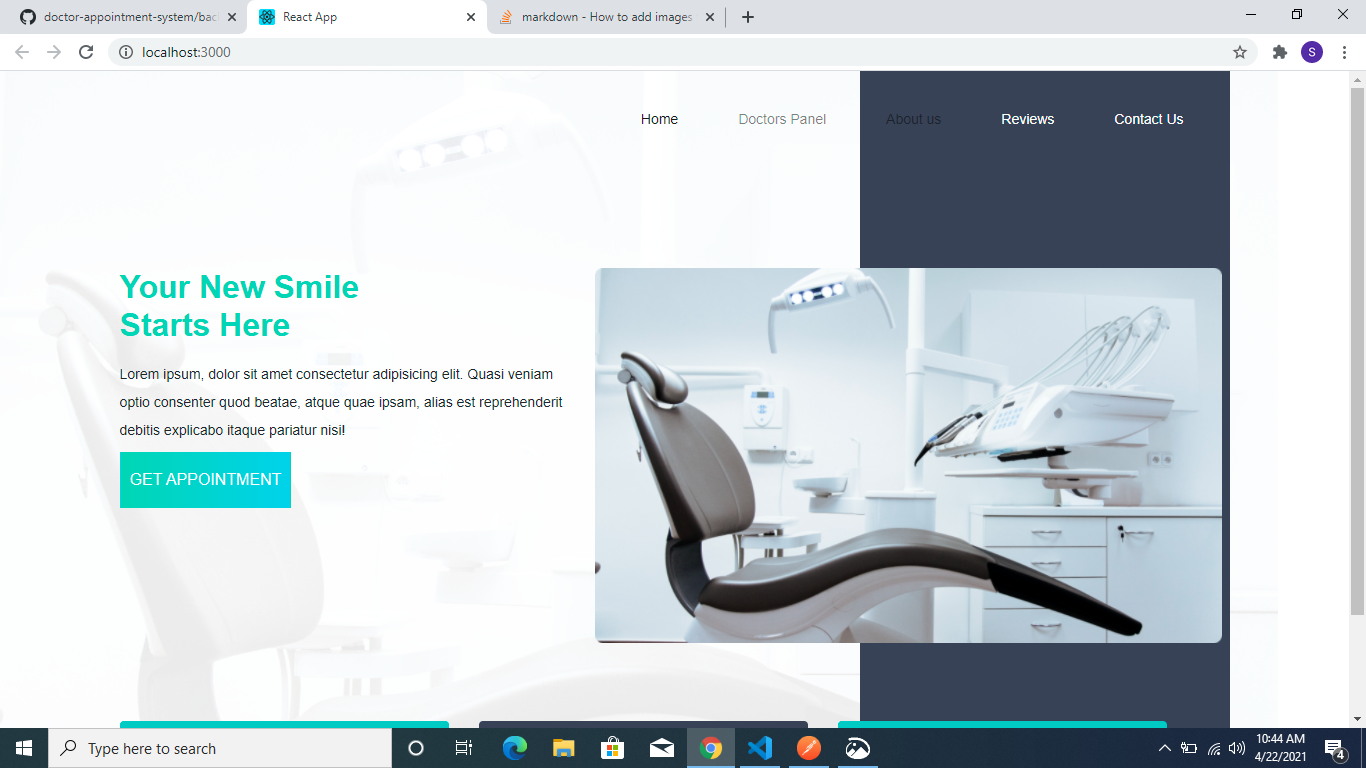 doctor-appointment-system/bac
React App
markdown - How to add images
localhost:3000
S
Home
Doctors Panel
About us
Reviews
Contact Us
Your New Smile
Starts Here
Lorem ipsum, dolor sit amet consectetur adipisicing elit. Quasi veniam
optio consenter quod beatae, atque quae ipsam, alias est reprehenderit
debitis explicabo itaque pariatur nisi!
GET APPOINTMENT
Type here to search
10:44 AM
4/22/2021
4